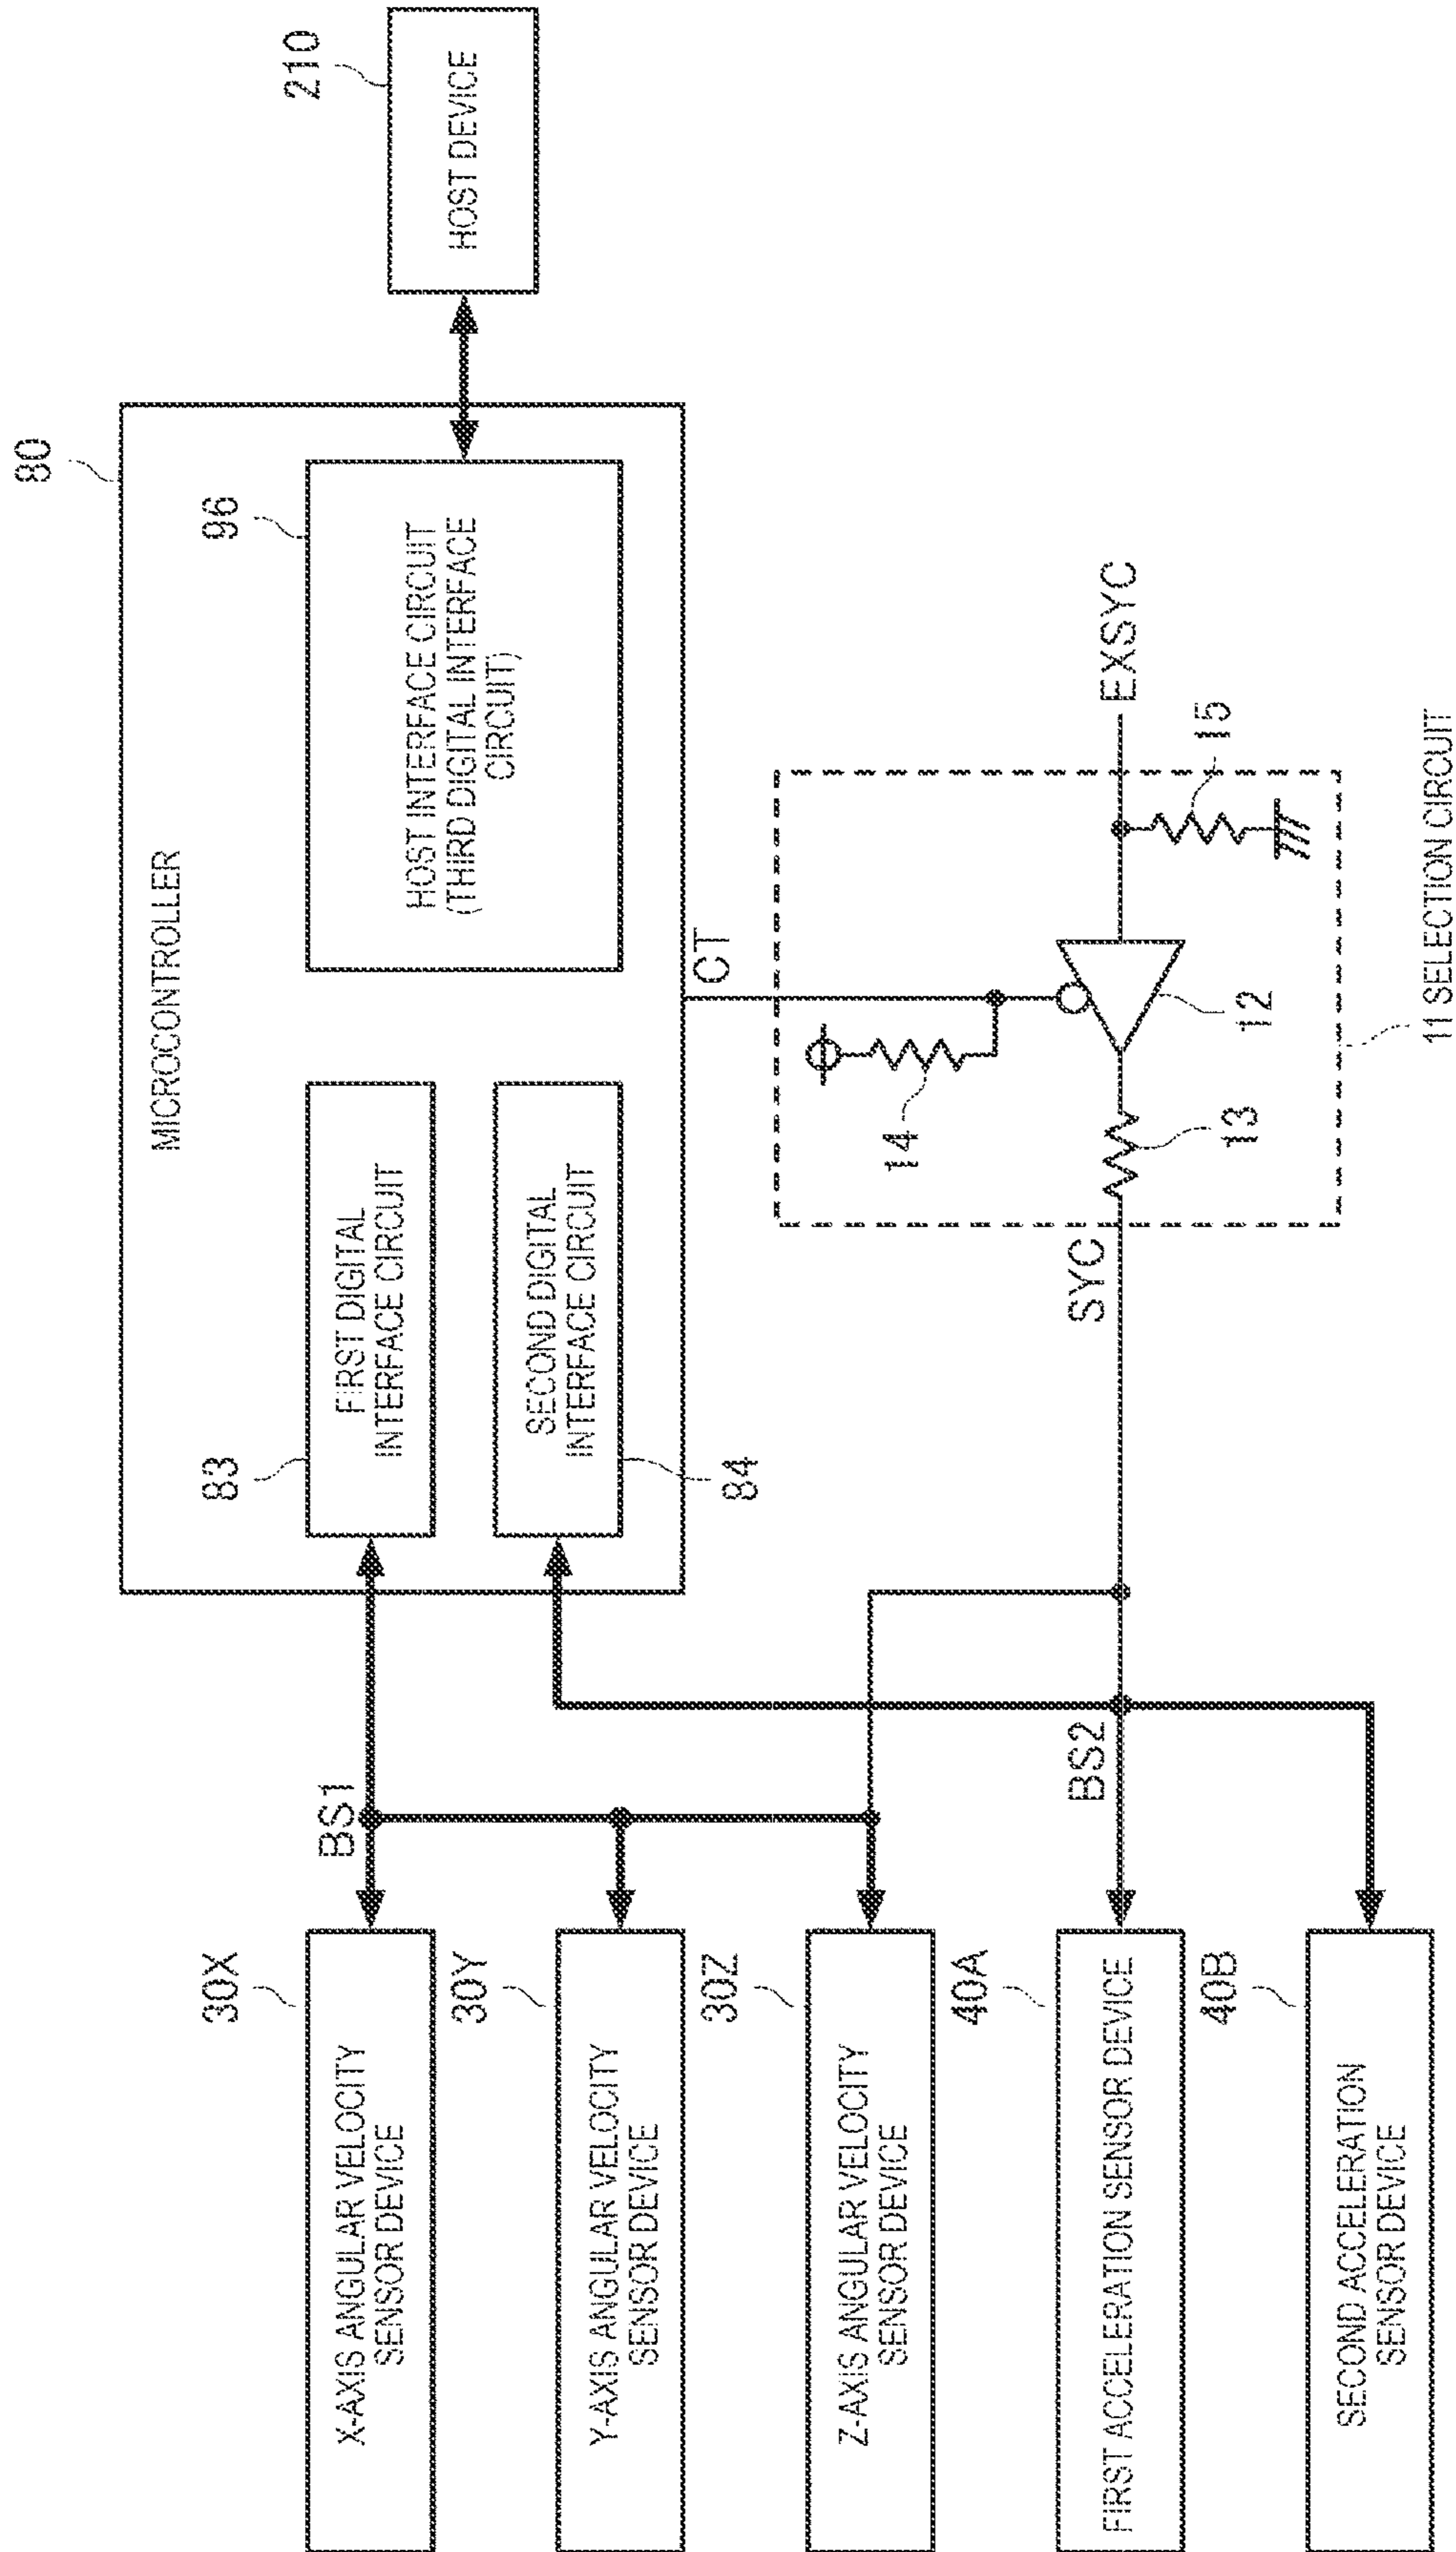 30X
X-AXIS ANGULAR VELOCITY
SENSOR DEVICE
30Y
Y-AXIS ANGULAR VELOCITY
SENSOR DEVICE
30Z
Z-AXIS ANGULAR VELOCITY
SENSOR DEVICE
40A
FIRST ACCELERATION SENSOR DEVICE
40B
SECOND ACCELERATION
SENSOR DEVICE
BS1
BS2
80
MICROCONTROLLER
83
FIRST DIGITAL
INTERFACE CIRCUIT
84
SECOND DIGITAL
INTERFACE CIRCUIT
96
HOST INTERFACE CIRCUIT
(THIRD DIGITAL INTERFACE
CIRCUIT)
210
HOST DEVICE
CT
SYC
14
13
12
15
EXSYC
11 SELECTION CIRCUIT